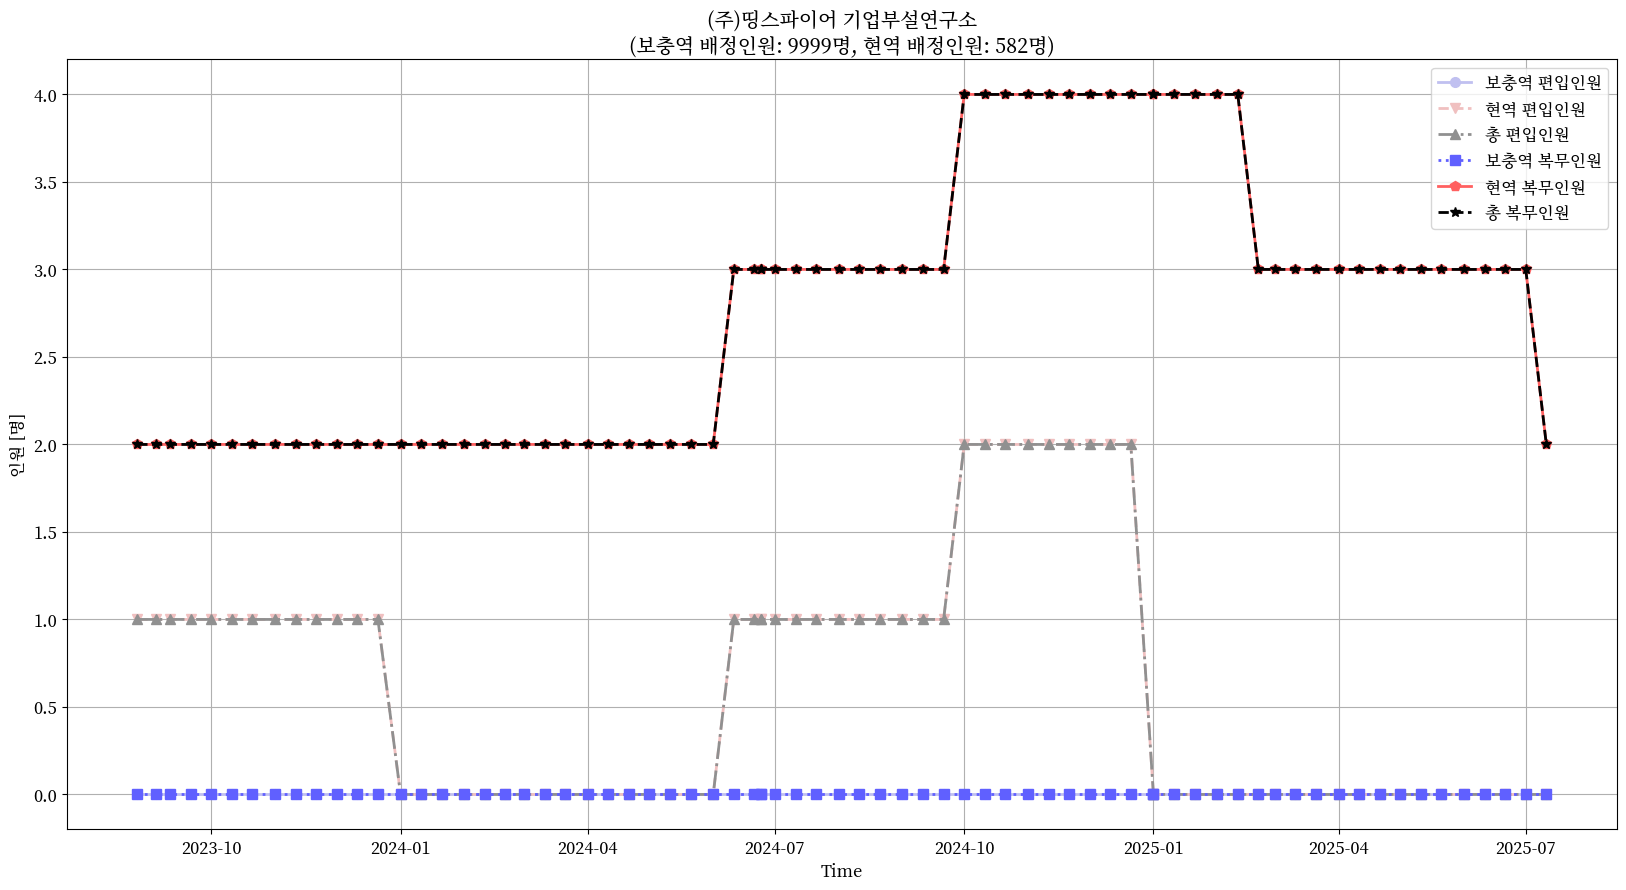 (주)띵스파이어 기업부설연구소
(보충역 배정인원: 9999명, 현역 배정인원: 582명)
보충역 편입인원
현역 편입인원
총 편입인원
보충역 복무인원
현역 복무인원
총 복무인원
인원 [명]
4.0
3.5
3.0
2.5
2.0
1.5
1.0
0.5
0.0
2023-10
2024-01
2024-04
2024-07
2024-10
2025-01
2025-04
2025-07
Time